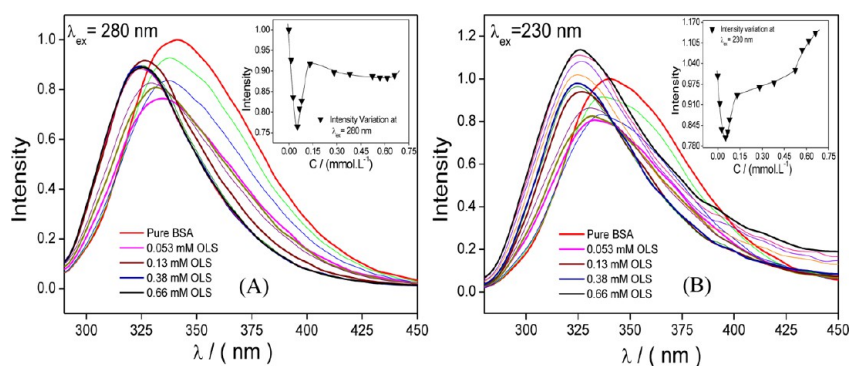 λex = 280 nm
Intensity
1.0
0.8
0.6
0.4
0.2
0.0
300
325
350
375
400
425
450
λ / ( nm )
Pure BSA
0.053 mM OLS
0.13 mM OLS
0.38 mM OLS
0.66 mM OLS
(A)
Intensity
1.00
0.95
0.90
0.85
0.80
0.75
0.00
0.15
0.30
0.45
0.60
0.75
C / (mmol.L⁻¹)
Intensity Variation at
λex = 280 nm
λex=230 nm
Intensity
1.2
1.0
0.8
0.6
0.4
0.2
0.0
300
325
350
375
400
425
450
λ / ( nm )
Pure BSA
0.053 mM OLS
0.13 mM OLS
0.38 mM OLS
0.66 mM OLS
(B)
Intensity
1.170
1.105
1.040
0.975
0.910
0.845
0.780
0.00
0.15
0.30
0.45
0.60
0.75
C / (mmol.L⁻¹)
Intensity variation at
λex = 230 nm